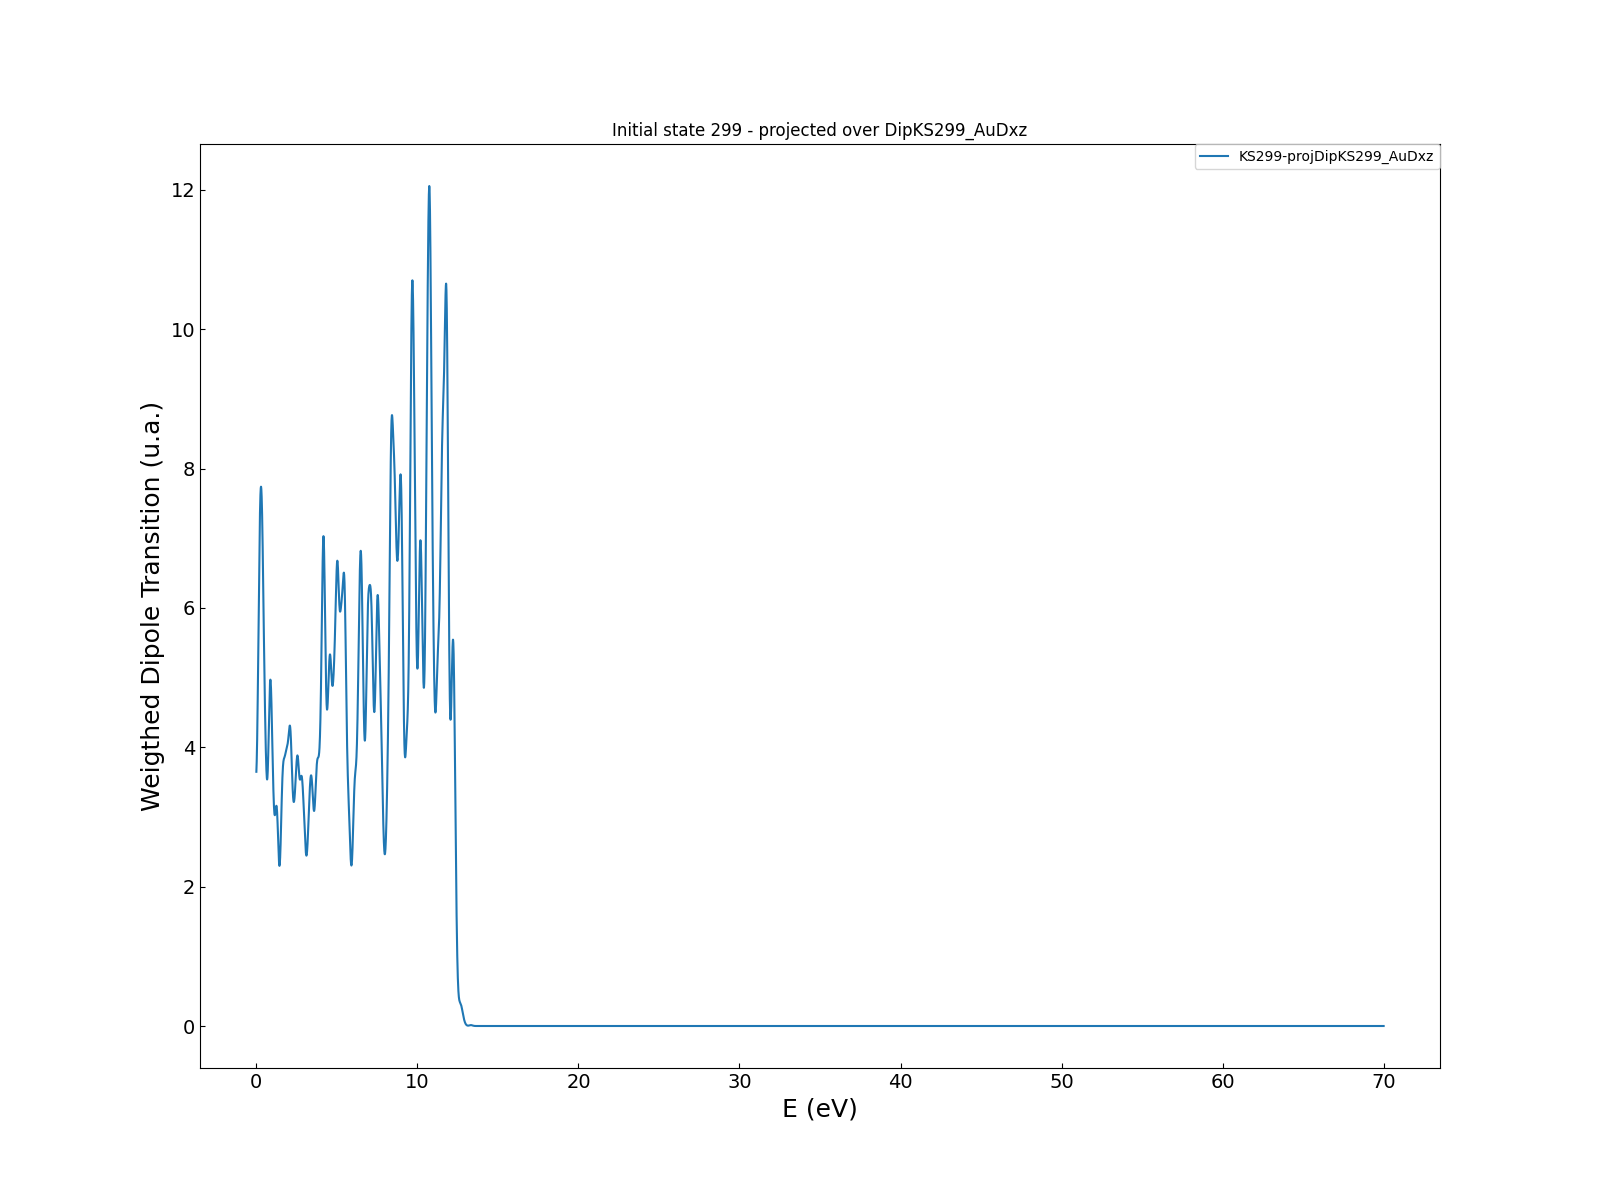 Initial state 299 - projected over DipKS299_AuDxz
KS299-projDipKS299_AuDxz
12
10
8
6
4
2
0
Weigthed Dipole Transition (u.a.)
0 10 20 30 40 50 60 70
E (eV)